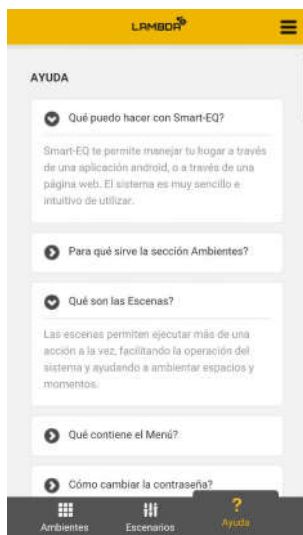 LAMBDA
AYUDA
Qué puedo hacer con Smart-EQ?
Smart-EQ te permite manejar tu hogar a través
de una aplicación android, o a través de una
página web. El sistema es muy sencillo e
intuitivo de utilizar.
Para qué sirve la sección Ambientes?
Qué son las Escenas?
Las escenas permiten ejecutar más de una
acción a la vez, facilitando la operación del
sistema y ayudando a ambientar espacios y
momentos.
Qué contiene el Menú?
Cómo cambiar la contraseña?
Ambientes
Escenarios
?
Ayuda